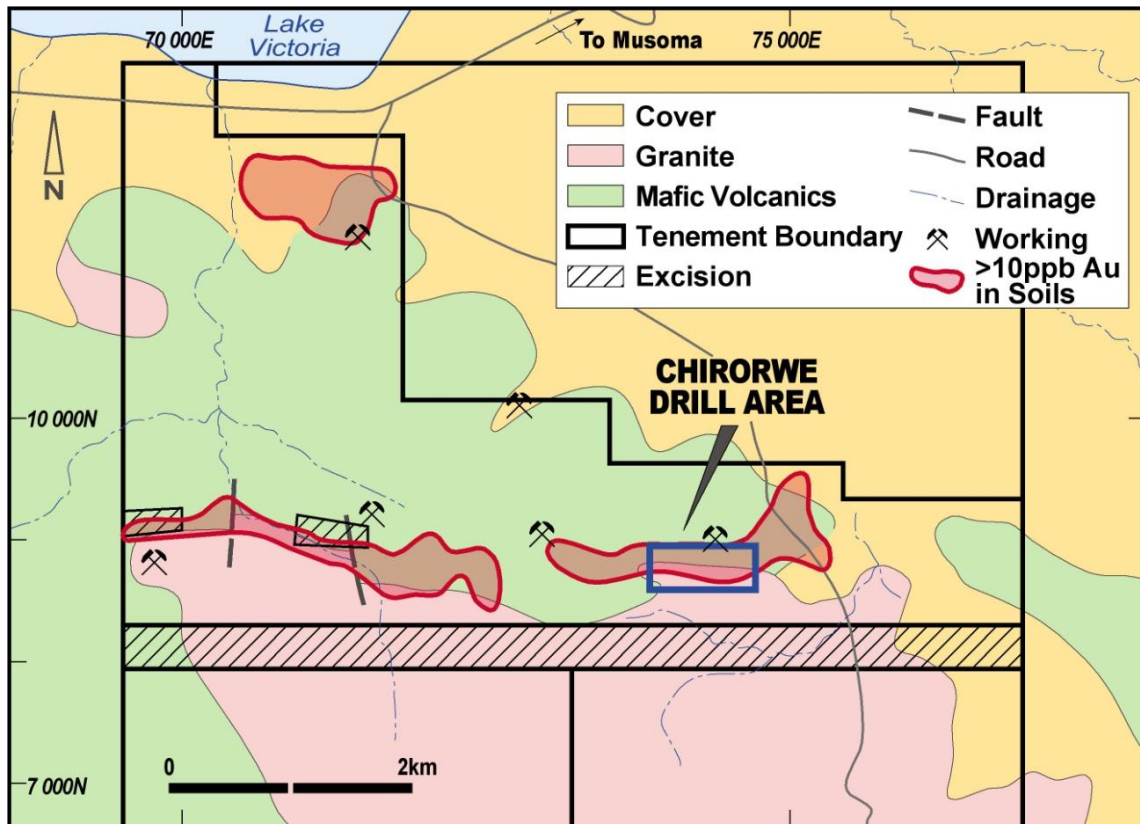 70 000E
Lake
Victoria
To Musoma
75 000E
Cover
Granite
Mafic Volcanics
Tenement Boundary
Excision
Fault
Road
Drainage
Working
>10ppb Au
in Soils
N
CHIRORWE
DRILL AREA
10 000N
0
2km
7 000N